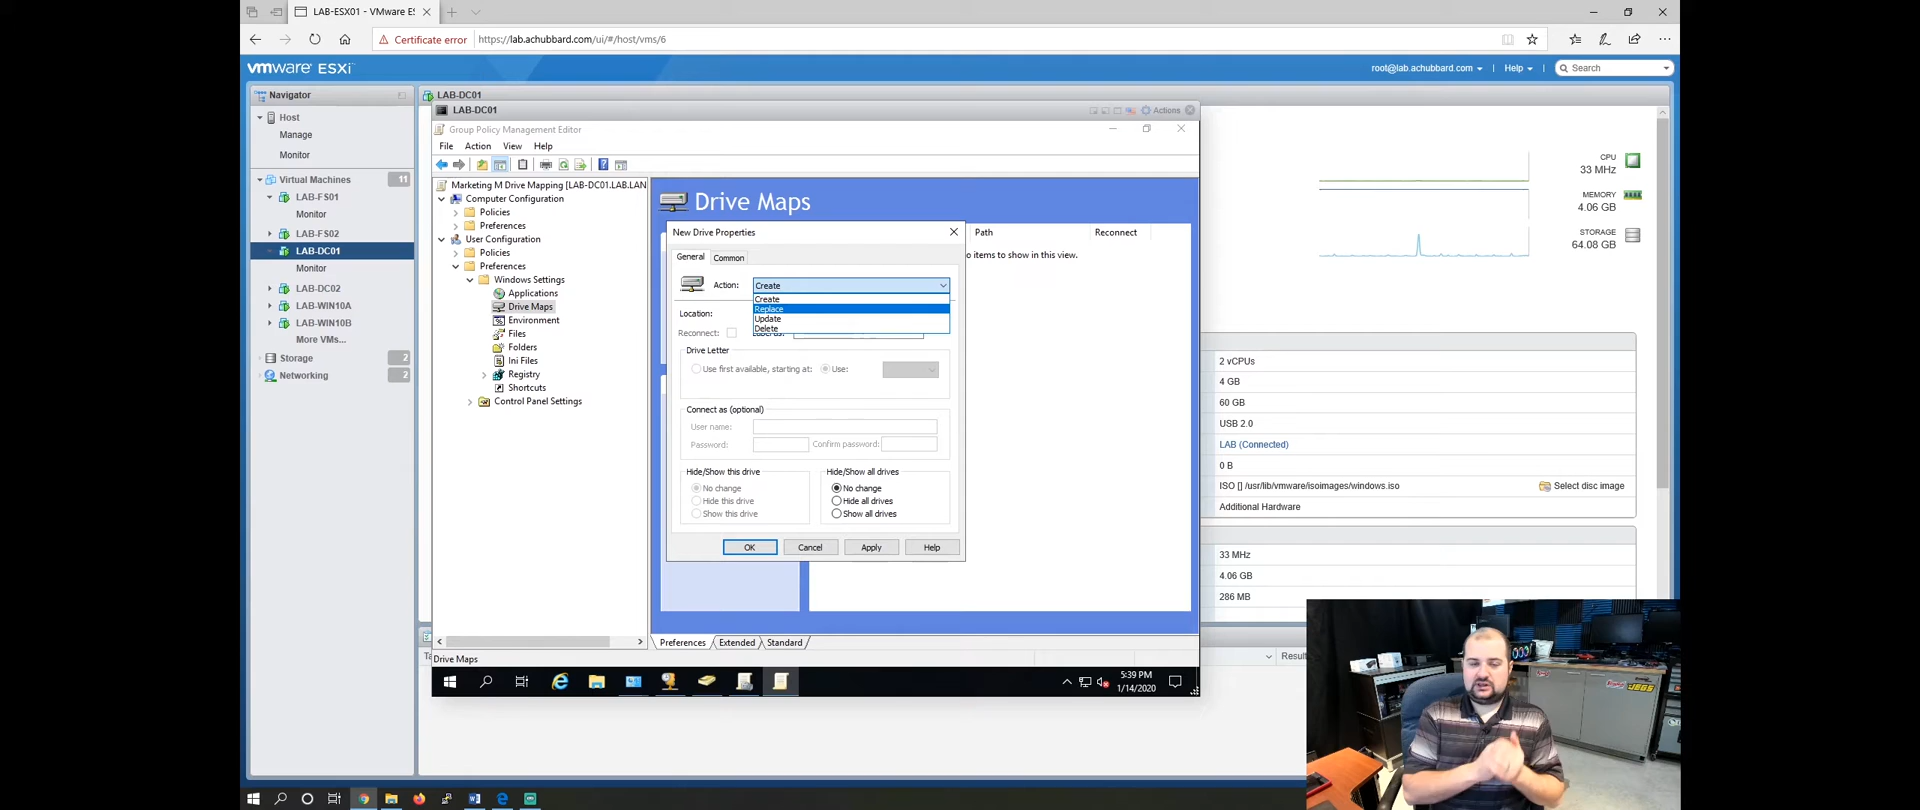 LAB-ESX01 - VMware ES
Certificate error
https://lab.achubbard.com/ui/#/host/vms/6
vmware ESXi
root@lab.achubbard.com
Help
Search
Navigator
Host
Manage
Monitor
Virtual Machines
11
LAB-FS01
Monitor
LAB-FS02
LAB-DC01
Monitor
LAB-DC02
LAB-WIN10A
LAB-WIN10B
More VMs...
Storage
2
Networking
2
LAB-DC01
LAB-DC01
Actions
Group Policy Management Editor
File Action View Help
Marketing M Drive Mapping [LAB-DC01.LAB.LAN
Computer Configuration
Policies
Preferences
User Configuration
Policies
Preferences
Windows Settings
Applications
Drive Maps
Environment
Files
Folders
Ini Files
Registry
Shortcuts
Control Panel Settings
Drive Maps
Path
Reconnect
o items to show in this view.
New Drive Properties
General
Common
Action:
Create
Create
Replace
Update
Delete
Location:
Reconnect:
Drive Letter
Use first available, starting at:
Use:
Connect as (optional)
User name:
Password:
Confirm password:
Hide/Show this drive
No change
Hide this drive
Show this drive
Hide/Show all drives
No change
Hide all drives
Show all drives
OK
Cancel
Apply
Help
Preferences
Extended
Standard
Drive Maps
5:39 PM
1/14/2020
CPU
33 MHz
MEMORY
4.06 GB
STORAGE
64.08 GB
2 vCPUs
4 GB
60 GB
USB 2.0
LAB (Connected)
0 B
ISO [] /usr/lib/vmware/isoimages/windows.iso
Select disc image
Additional Hardware
33 MHz
4.06 GB
286 MB
Ta
Result